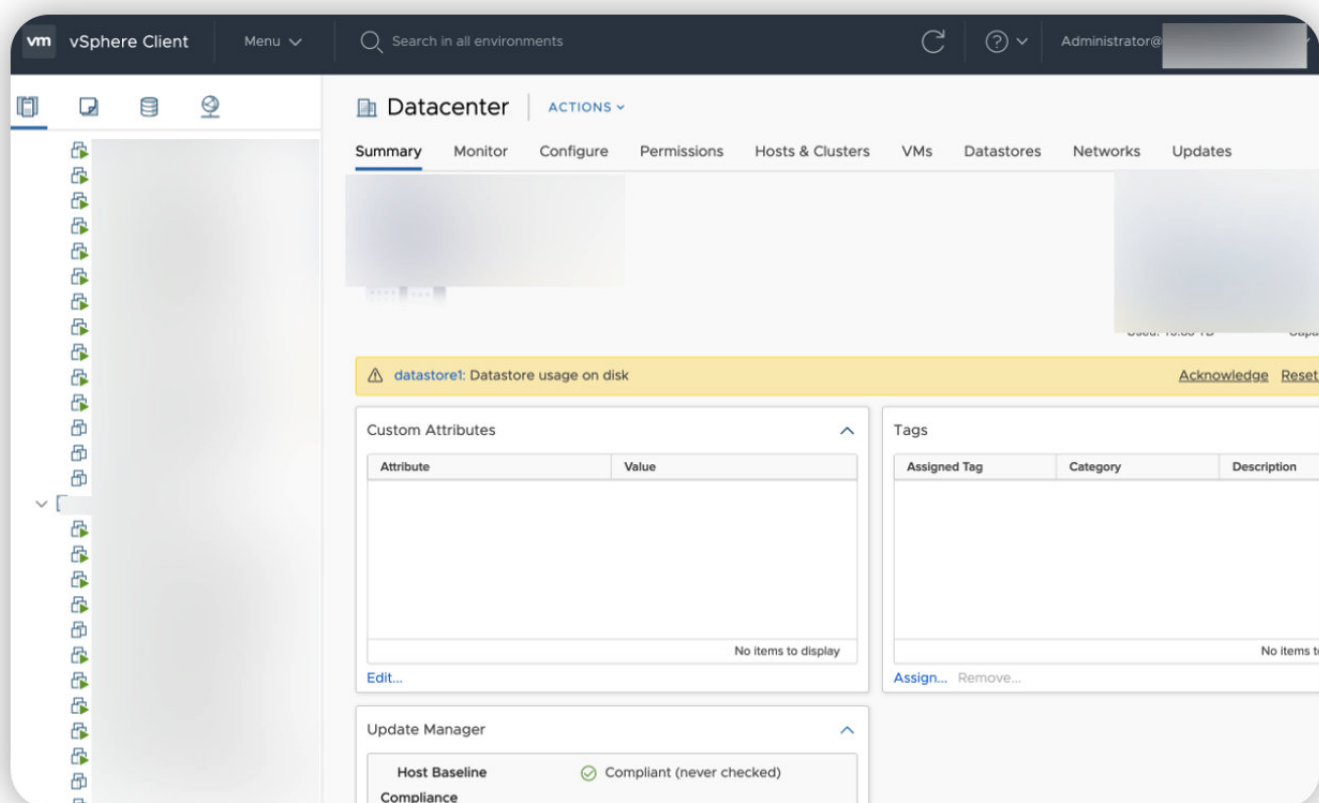 vm vSphere Client Menu Search in all environments Administrator@
Datacenter ACTIONS
Summary Monitor Configure Permissions Hosts & Clusters VMs Datastores Networks Updates
datastore1: Datastore usage on disk Acknowledge Reset
Custom Attributes
Attribute Value
No items to display
Edit...
Tags
Assigned Tag Category Description
No items t
Assign... Remove...
Update Manager
Host Baseline Compliant (never checked)
Compliance